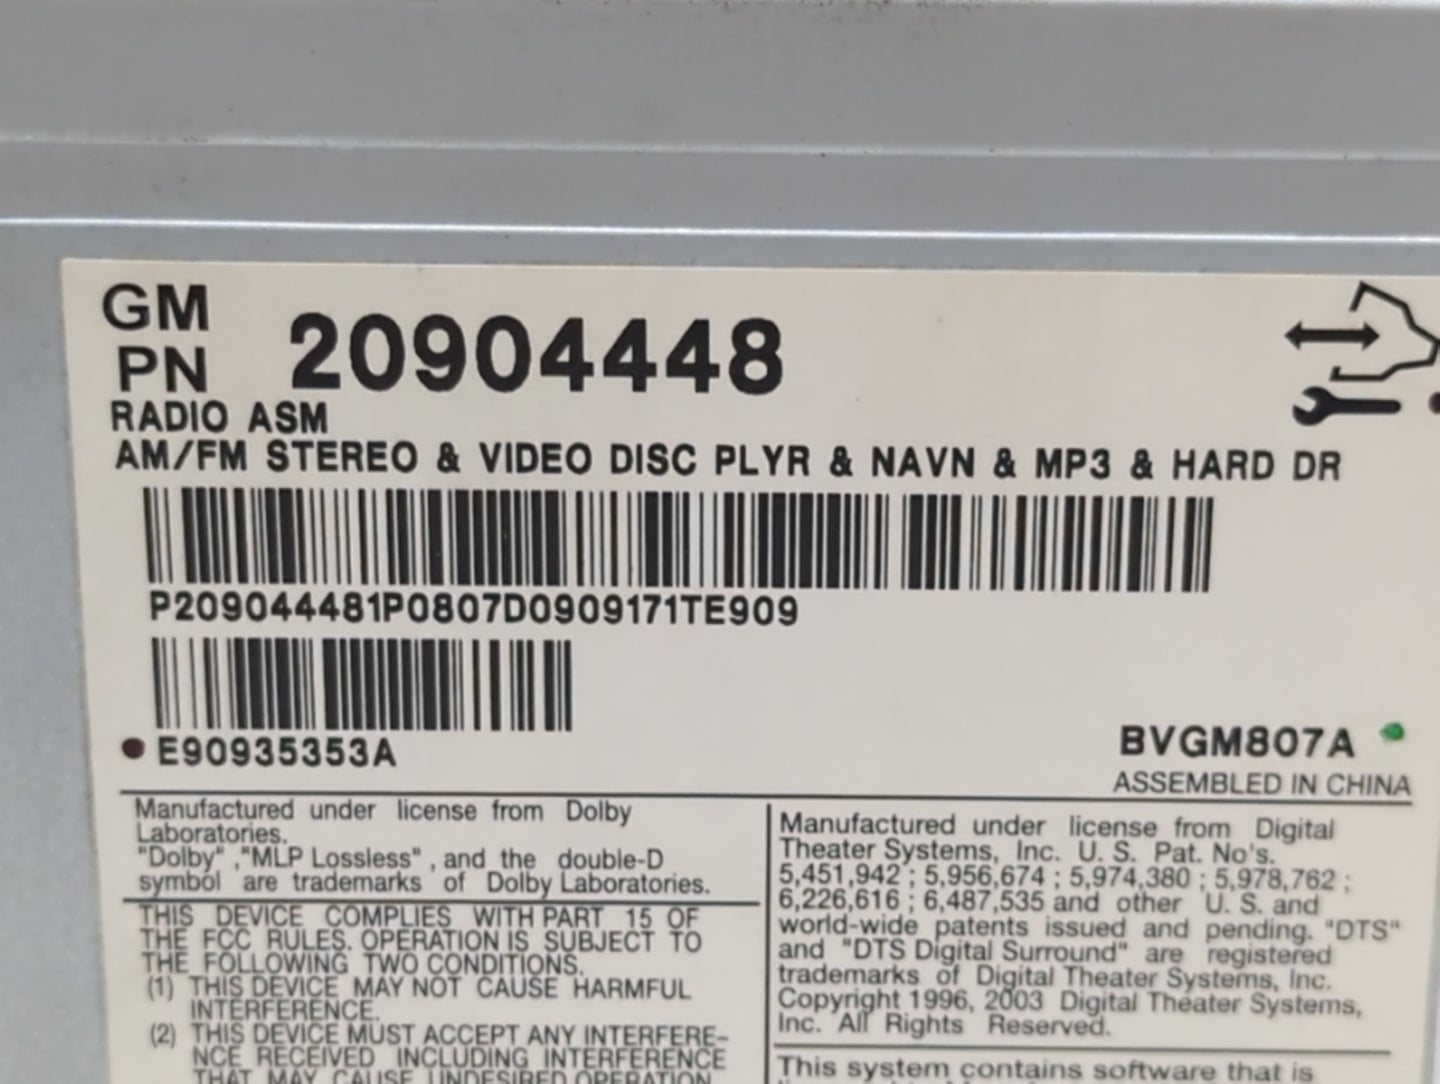 GM
PN 20904448
RADIO ASM
AM/FM STEREO & VIDEO DISC PLYR & NAVN & MP3 & HARD DR
P209044481P0807D0909171TE909
E90935353A
BVGM807A
ASSEMBLED IN CHINA
Manufactured under license from Dolby
Laboratories.
"Dolby" ,"MLP Lossless" , and the double-D
symbol are trademarks of Dolby Laboratories.
THIS DEVICE COMPLIES WITH PART 15 OF
THE FCC RULES. OPERATION IS SUBJECT TO
THE FOLLOWING TWO CONDITIONS.
(1) THIS DEVICE MAY NOT CAUSE HARMFUL
INTERFERENCE.
(2) THIS DEVICE MUST ACCEPT ANY INTERFERE-
NCE RECEIVED INCLUDING INTERFERENCE
THAT MAY CAUSE UNDESIRED OPERATION.
Manufactured under license from Digital
Theater Systems, Inc. U. S. Pat. No's.
5,451,942 ; 5,956,674 ; 5,974,380 ; 5,978,762 ;
6,226,616 ; 6,487,535 and other U. S. and
world-wide patents issued and pending. "DTS"
and "DTS Digital Surround" are registered
trademarks of Digital Theater Systems, Inc.
Copyright 1996, 2003 Digital Theater Systems,
Inc. All Rights Reserved.
This system contains software that is